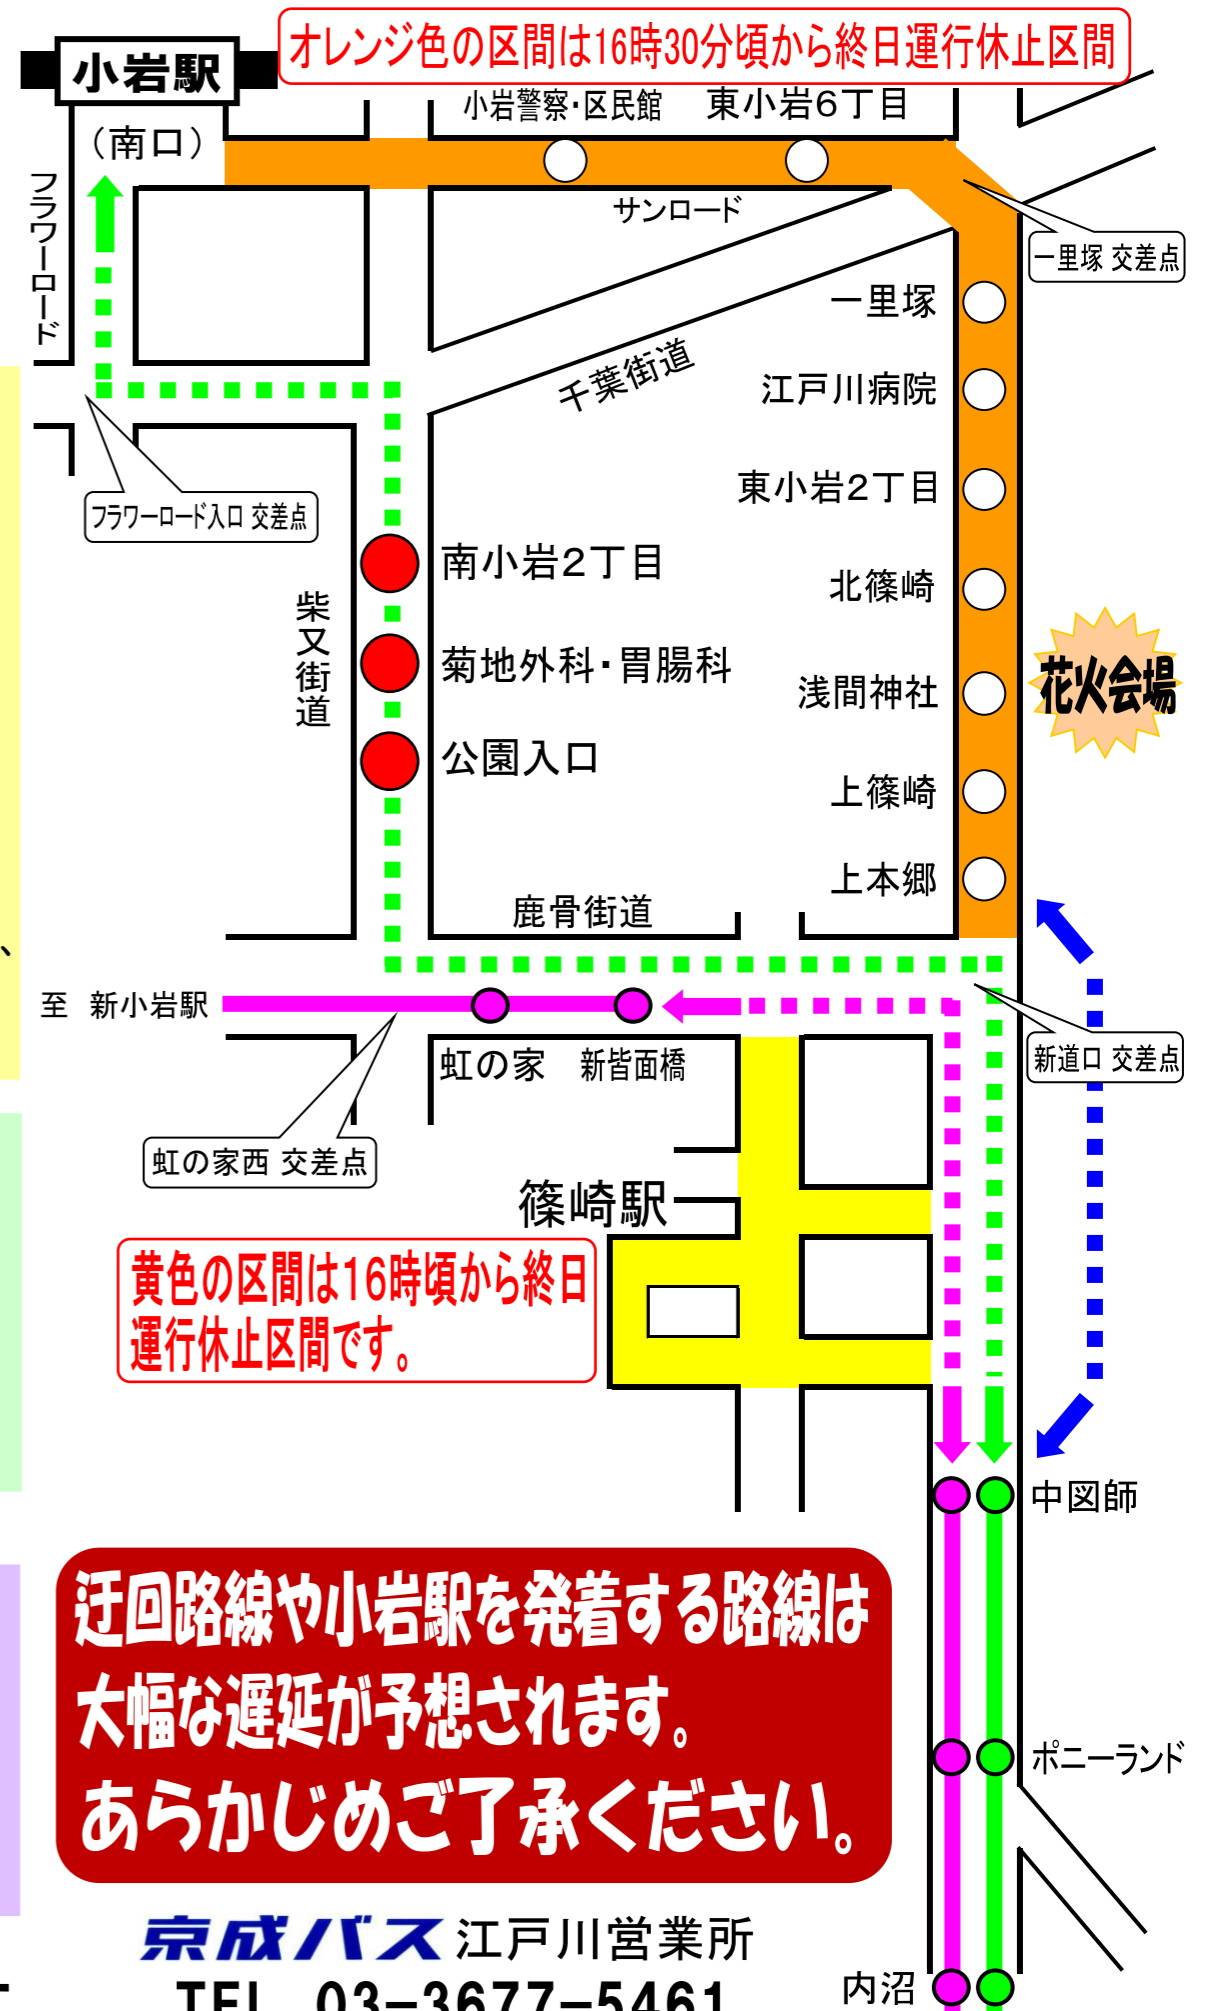 オレンジ色の区間は16時30分頃から終日運行休止区間
小岩駅
（南口）
小岩警察・区民館
東小岩6丁目
フラワーロード
サンロード
一里塚 交差点
一里塚
千葉街道
江戸川病院
東小岩2丁目
フラワーロード入口 交差点
南小岩2丁目
柴又街道
北篠崎
菊地外科・胃腸科
浅間神社
花火会場
公園入口
上篠崎
上本郷
鹿骨街道
、
至 新小岩駅
虹の家
新皆面橋
新道口 交差点
虹の家西 交差点
篠崎駅
黄色の区間は16時頃から終日
運行休止区間です。
中図師
迂回路線や小岩駅を発着する路線は
大幅な遅延が予想されます。
あらかじめご了承ください。
ポニーランド
京成バス 江戸川営業所
TEL 03-3677-5461
内沼